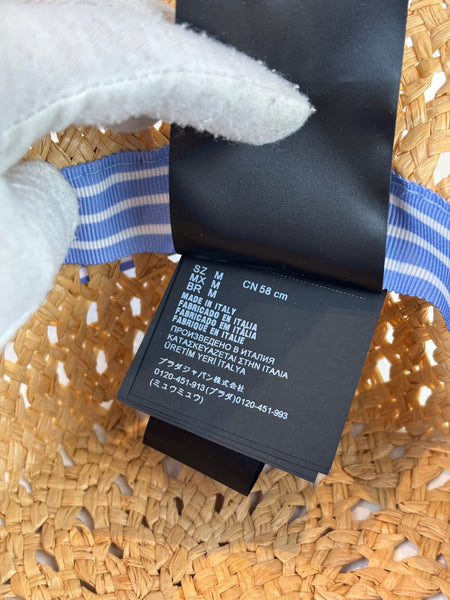 SZ M
MX M
BR M
CN 58 cm
MADE IN ITALY
FABRICADO EN ITALIA
FABRICADO EM ITALIA
FABRIQUÉ EN ITALIE
ПРОИЗВЕДЕНО В ИТАЛИЯ
ΚΑΤΑΣΚΕΥΑΖΕΤΑΙ ΣΤΗΝ ΙΤΑΛΙΑ
ÜRETİM YERİ İTALYA
プラダジャパン株式会社
0120-451-913(プラダ)0120-451-993
(ミュウミュウ)